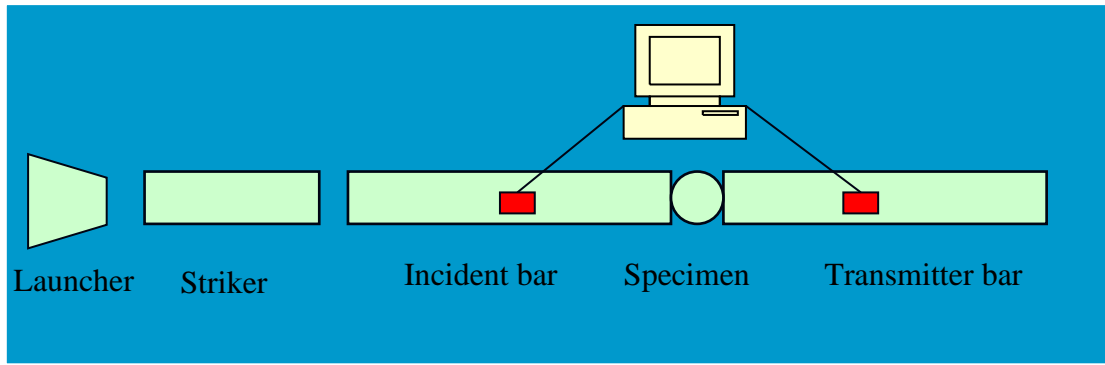 Launcher
Striker
Incident bar
Specimen
Transmitter bar